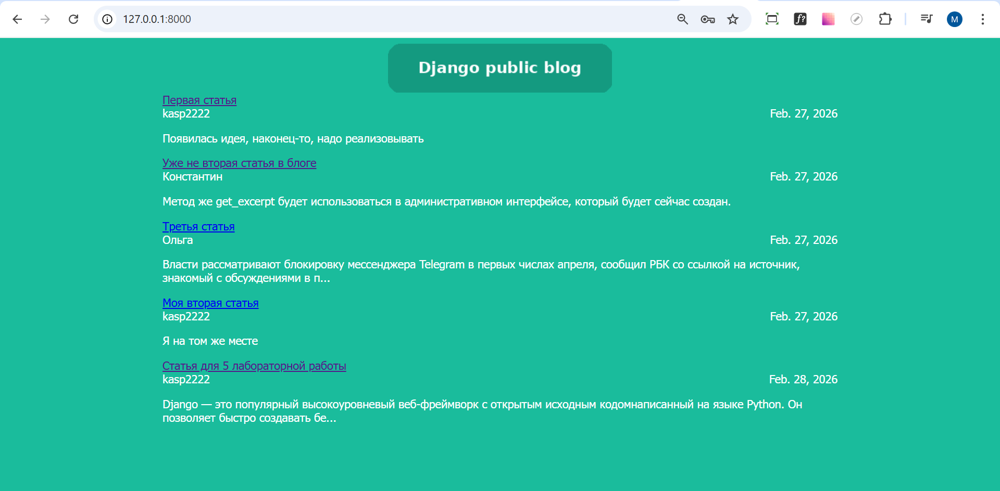 127.0.0.1:8000
f?
M
Django public blog
Первая статья
kasp2222
Feb. 27, 2026
Появилась идея, наконец-то, надо реализовывать
Уже не вторая статья в блоге
Константин
Feb. 27, 2026
Метод же get_excerpt будет использоваться в административном интерфейсе, который будет сейчас создан.
Третья статья
Ольга
Feb. 27, 2026
Власти рассматривают блокировку мессенджера Telegram в первых числах апреля, сообщил РБК со ссылкой на источник,
знакомый с обсуждениями в п...
Моя вторая статья
kasp2222
Feb. 27, 2026
Я на том же месте
Статья для 5 лабораторной работы
kasp2222
Feb. 28, 2026
Django — это популярный высокоуровневый веб-фреймворк с открытым исходным кодомнаписанный на языке Python. Он
позволяет быстро создавать бе...